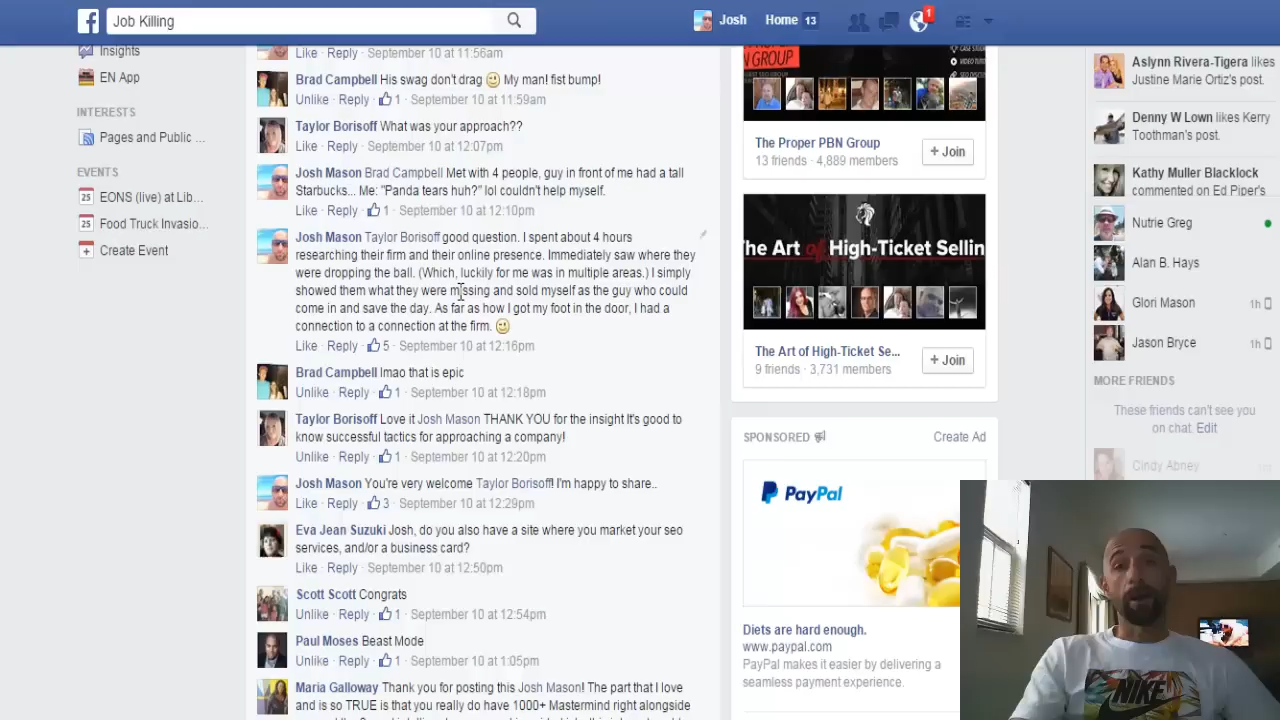 Job Killing
Josh
Home 13
1
Insights
EN App
INTERESTS
Pages and Public ...
EVENTS
25 EONS (live) at Lib...
25 Food Truck Invasio...
Create Event
Like · Reply · September 10 at 11:56am
Brad Campbell His swag don't drag My man! fist bump!
Unlike · Reply · 1 · September 10 at 11:59am
Taylor Borisoff What was your approach??
Like · Reply · September 10 at 12:07pm
Josh Mason Brad Campbell Met with 4 people, guy in front of me had a tall
Starbucks... Me: "Panda tears huh?" lol couldn't help myself.
Like · Reply · 1 · September 10 at 12:10pm
Josh Mason Taylor Borisoff good question. I spent about 4 hours
researching their firm and their online presence. Immediately saw where they
were dropping the ball. (Which, luckily for me was in multiple areas.) I simply
showed them what they were missing and sold myself as the guy who could
come in and save the day. As far as how I got my foot in the door, I had a
connection to a connection at the firm.
Like · Reply · 5 · September 10 at 12:16pm
Brad Campbell lmao that is epic
Unlike · Reply · 1 · September 10 at 12:18pm
Taylor Borisoff Love it Josh Mason THANK YOU for the insight It's good to
know successful tactics for approaching a company!
Unlike · Reply · 1 · September 10 at 12:20pm
Josh Mason You're very welcome Taylor Borisoff! I'm happy to share..
Like · Reply · 3 · September 10 at 12:29pm
Eva Jean Suzuki Josh, do you also have a site where you market your seo
services, and/or a business card?
Like · Reply · September 10 at 12:50pm
Scott Scott Congrats
Unlike · Reply · 1 · September 10 at 12:54pm
Paul Moses Beast Mode
Unlike · Reply · 1 · September 10 at 1:05pm
Maria Galloway Thank you for posting this Josh Mason! The part that I love
and is so TRUE is that you really do have 1000+ Mastermind right alongside
N GROUP
The Proper PBN Group
13 friends · 4,889 members
+ Join
The Art of High-Ticket Sellin
The Art of High-Ticket Se...
9 friends · 3,731 members
+ Join
SPONSORED
Create Ad
PayPal
Diets are hard enough.
www.paypal.com
PayPal makes it easier by delivering a
seamless payment experience.
Aslynn Rivera-Tigera likes
Justine Marie Ortiz's post.
Denny W Lown likes Kerry
Toothman's post.
Kathy Muller Blacklock
commented on Ed Piper's
Nutrie Greg
Alan B. Hays
Glori Mason 1h
Jason Bryce 1h
MORE FRIENDS
These friends can't see you
on chat. Edit
Cindy Abney
NIKE